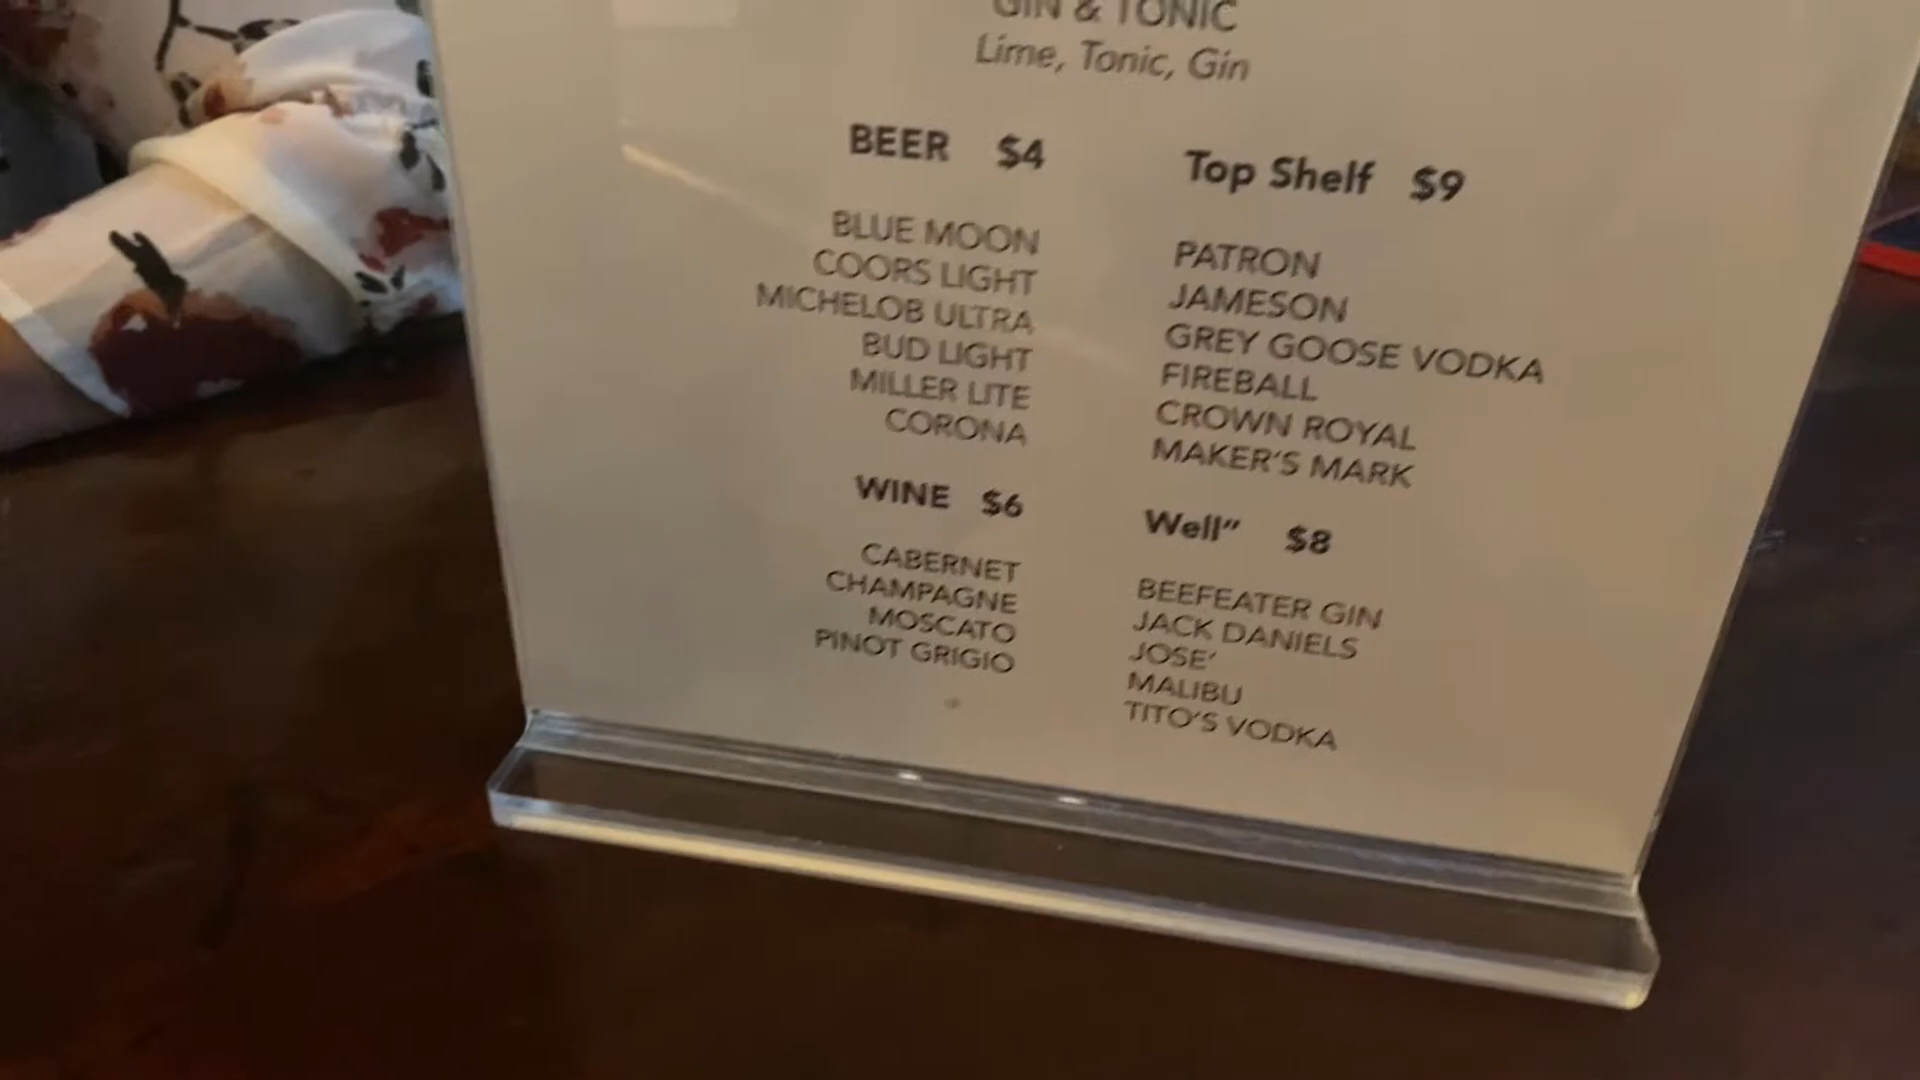 GIN & TONIC
Lime, Tonic, Gin
BEER $4
BLUE MOON
COORS LIGHT
MICHELOB ULTRA
BUD LIGHT
MILLER LITE
CORONA
WINE $6
CABERNET
CHAMPAGNE
MOSCATO
PINOT GRIGIO
Top Shelf $9
PATRON
JAMESON
GREY GOOSE VODKA
FIREBALL
CROWN ROYAL
MAKER'S MARK
Well" $8
BEEFEATER GIN
JACK DANIELS
JOSE'
MALIBU
TITO'S VODKA